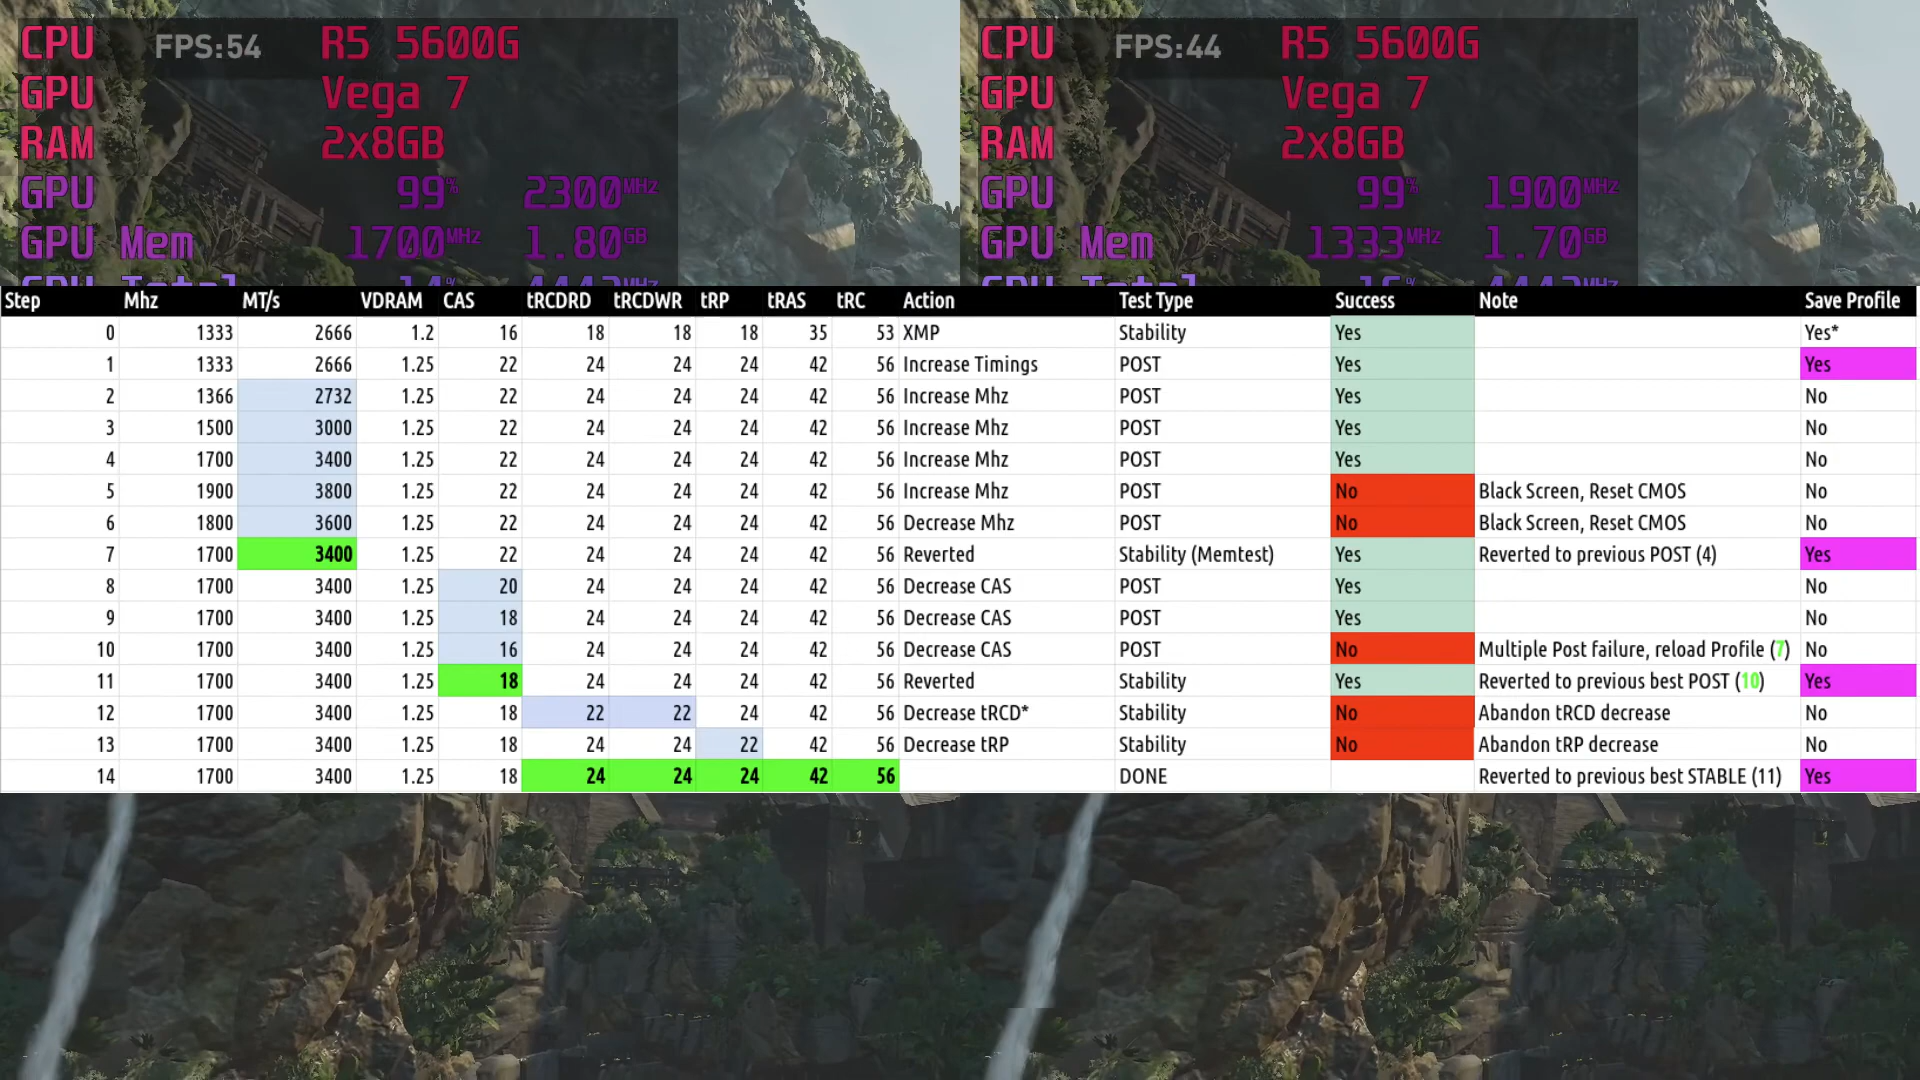 CPU FPS:54 R5 5600G
GPU Vega 7
RAM 2x8GB
GPU 99% 2300MHz
GPU Mem 1700MHz 1.80GB
CPU FPS:44 R5 5600G
GPU Vega 7
RAM 2x8GB
GPU 99% 1900MHz
GPU Mem 1333MHz 1.70GB
Step Mhz MT/s VDRAM CAS tRCDRD tRCDWR tRP tRAS tRC Action Test Type Success Note Save Profile
0 1333 2666 1.2 16 18 18 18 35 53 XMP Stability Yes Yes*
1 1333 2666 1.25 22 24 24 24 42 56 Increase Timings POST Yes Yes
2 1366 2732 1.25 22 24 24 24 42 56 Increase Mhz POST Yes No
3 1500 3000 1.25 22 24 24 24 42 56 Increase Mhz POST Yes No
4 1700 3400 1.25 22 24 24 24 42 56 Increase Mhz POST Yes No
5 1900 3800 1.25 22 24 24 24 42 56 Increase Mhz POST No Black Screen, Reset CMOS No
6 1800 3600 1.25 22 24 24 24 42 56 Decrease Mhz POST No Black Screen, Reset CMOS No
7 1700 3400 1.25 22 24 24 24 42 56 Reverted Stability (Memtest) Yes Reverted to previous POST (4) Yes
8 1700 3400 1.25 20 24 24 24 42 56 Decrease CAS POST Yes No
9 1700 3400 1.25 18 24 24 24 42 56 Decrease CAS POST Yes No
10 1700 3400 1.25 16 24 24 24 42 56 Decrease CAS POST No Multiple Post failure, reload Profile (7) No
11 1700 3400 1.25 18 24 24 24 42 56 Reverted Stability Yes Reverted to previous best POST (10) Yes
12 1700 3400 1.25 18 22 22 24 42 56 Decrease tRCD* Stability No Abandon tRCD decrease No
13 1700 3400 1.25 18 24 24 22 42 56 Decrease tRP Stability No Abandon tRP decrease No
14 1700 3400 1.25 18 24 24 24 42 56 DONE Reverted to previous best STABLE (11) Yes